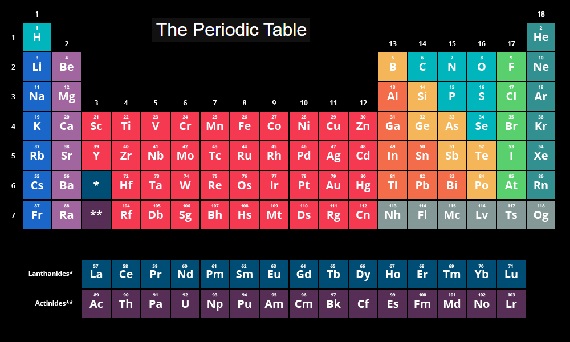 1 18
The Periodic Table
1 H He
2 13 14 15 16 17
2 Li Be B C N O F Ne
3 Na Mg Al Si P S Cl Ar
3 4 5 6 7 8 9 10 11 12
4 K Ca Sc Ti V Cr Mn Fe Co Ni Cu Zn Ga Ge As Se Br Kr
5 Rb Sr Y Zr Nb Mo Tc Ru Rh Pd Ag Cd In Sn Sb Te I Xe
6 Cs Ba * Hf Ta W Re Os Ir Pt Au Hg Tl Pb Bi Po At Rn
7 Fr Ra ** Rf Db Sg Bh Hs Mt Ds Rg Cn Nh Fl Mc Lv Ts Og
Lanthanides* La Ce Pr Nd Pm Sm Eu Gd Tb Dy Ho Er Tm Yb Lu
Actinides** Ac Th Pa U Np Pu Am Cm Bk Cf Es Fm Md No Lr